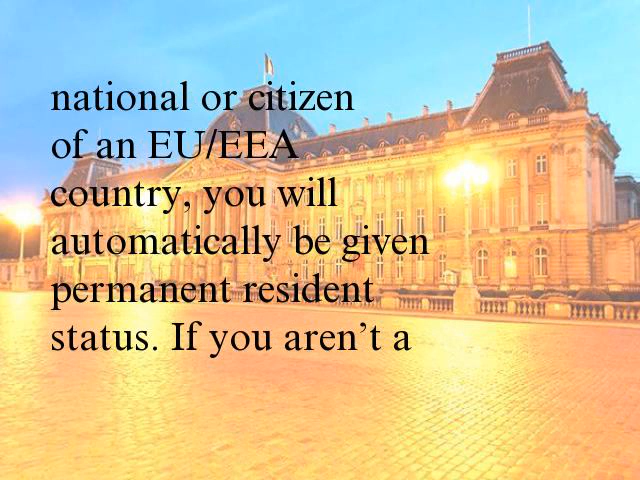 national or citizen
of an EU/EEA
country, you will
automatically be given
permanent resident
status. If you aren’t a